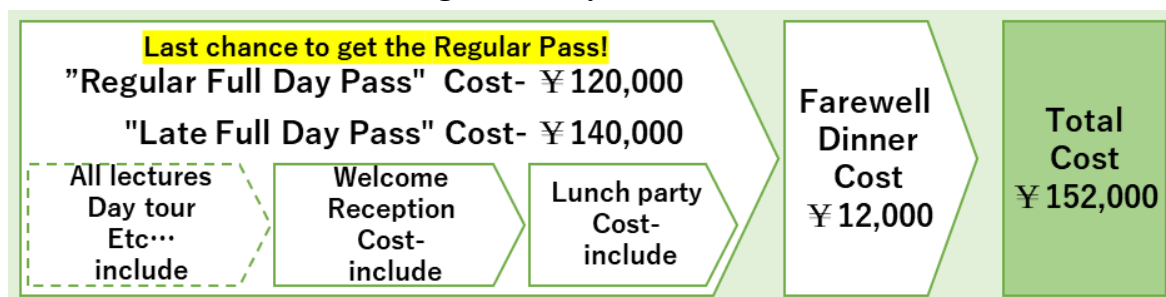 Last chance to get the Regular Pass!
”Regular Full Day Pass" Cost- ¥120,000
"Late Full Day Pass" Cost- ¥140,000
All lectures
Day tour
Etc…
include
Welcome
Reception
Cost-
include
Lunch party
Cost-
include
Farewell
Dinner
Cost
¥12,000
Total
Cost
¥152,000